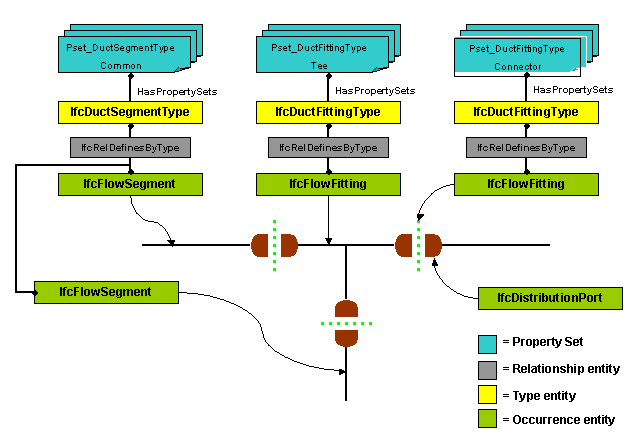 Pset_DuctSegmentType
Common
Pset_DuctFittingType
Tee
Pset_DuctFittingType
Connector
HasPropertySets
HasPropertySets
HasPropertySets
IfcDuctSegmentType
IfcDuctFittingType
IfcDuctFittingType
IfcRelDefinesByType
IfcRelDefinesByType
IfcRelDefinesByType
IfcFlowSegment
IfcFlowFitting
IfcFlowFitting
IfcFlowSegment
IfcDistributionPort
= Property Set
= Relationship entity
= Type entity
= Occurrence entity